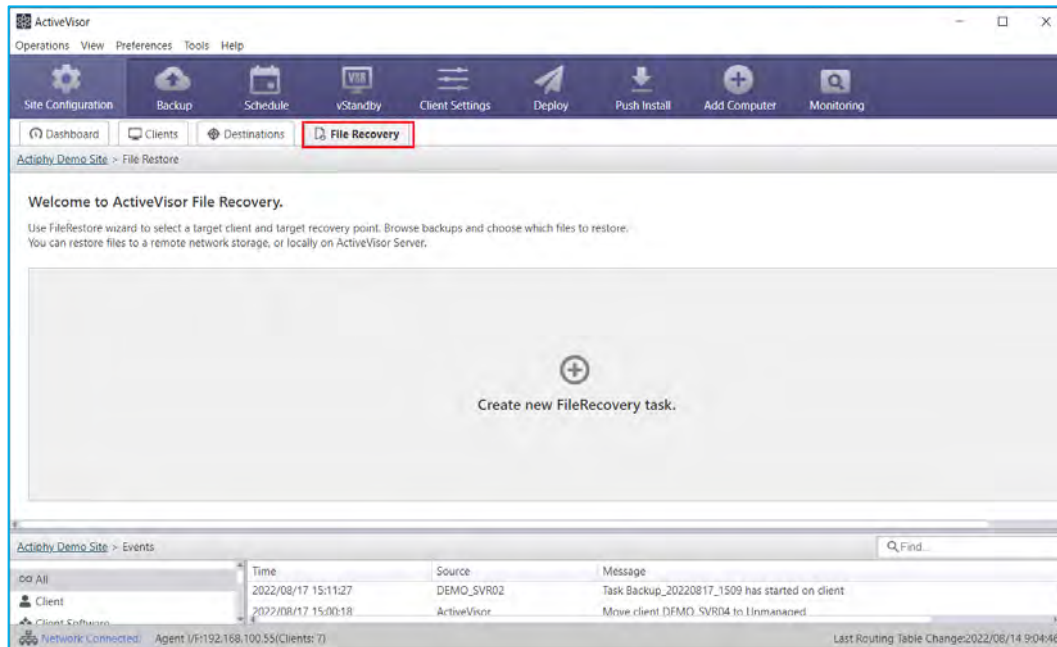 ActiveVisor
Operations View Preferences Tools Help
Site Configuration Backup Schedule vStandby Client Settings Deploy Push Install Add Computer Monitoring
Dashboard Clients Destinations File Recovery
Actiphy Demo Site > File Restore
Welcome to ActiveVisor File Recovery.
Use FileRestore wizard to select a target client and target recovery point. Browse backups and choose which files to restore.
You can restore files to a remote network storage, or locally on ActiveVisor Server.
Create new FileRecovery task.
Actiphy Demo Site > Events Find...
All Time Source Message
2022/08/17 15:11:27 DEMO_SVR02 Task Backup_20220817_1509 has started on client
Client
2022/08/17 15:00:18 ActiveVisor Move client DEMO_SVR04 to Unmanaged
Client Software
Network Connected: Agent I/F:192.168.100.55(Clients: 7) Last Routing Table Change:2022/08/14 9:04:46